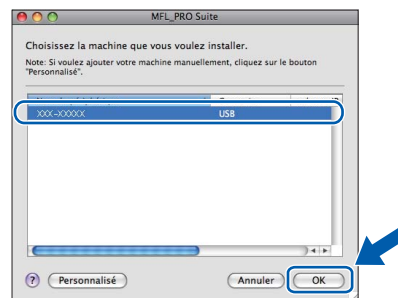 MFL_PRO Suite
Choisissez la machine que vous voulez installer.
Note: Si voulez ajouter votre machine manuellement, cliquez sur le bouton
"Personnalisé".
XXX-XXXXX USB
? Personnalisé Annuler OK